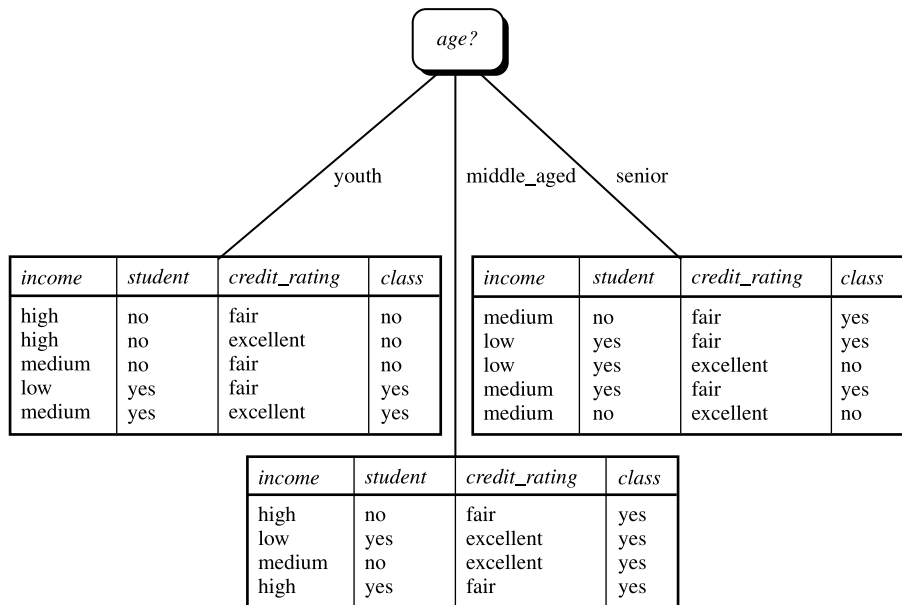 age?
youth
middle_aged
senior
income student credit_rating class
high no fair no
high no excellent no
medium no fair no
low yes fair yes
medium yes excellent yes
income student credit_rating class
medium no fair yes
low yes fair yes
low yes excellent no
medium yes fair yes
medium no excellent no
income student credit_rating class
high no fair yes
low yes excellent yes
medium no excellent yes
high yes fair yes